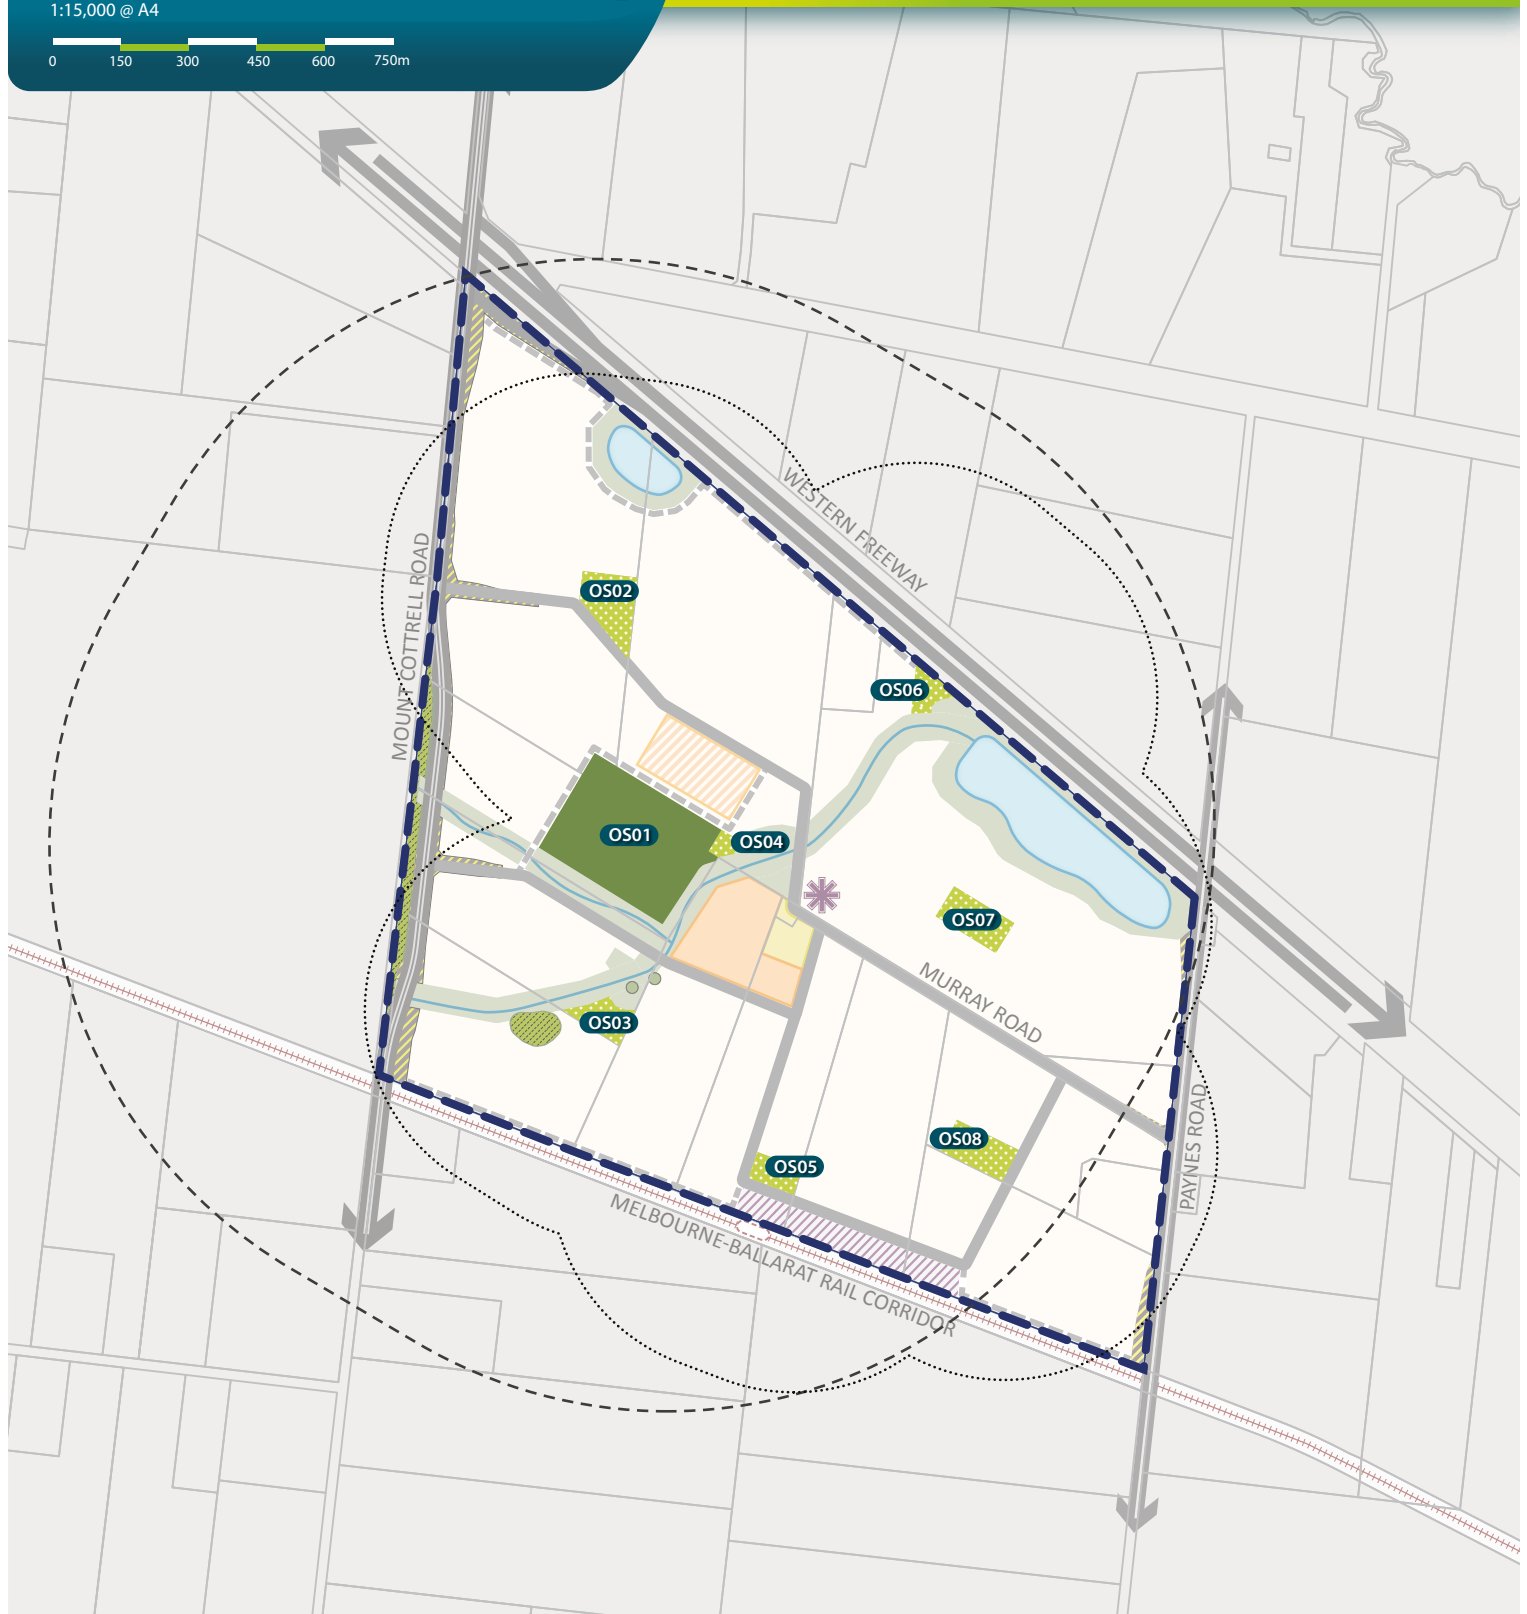 1:15,000 @ A4
0 150 300 450 600 750m
WESTERN FREEWAY
MOUNT COTTRELL ROAD
OS02
OS06
OS01
OS04
OS07
MURRAY ROAD
OS03
PAYNES ROAD
OS08
OS05
MELBOURNE-BALLARAT RAIL CORRIDOR